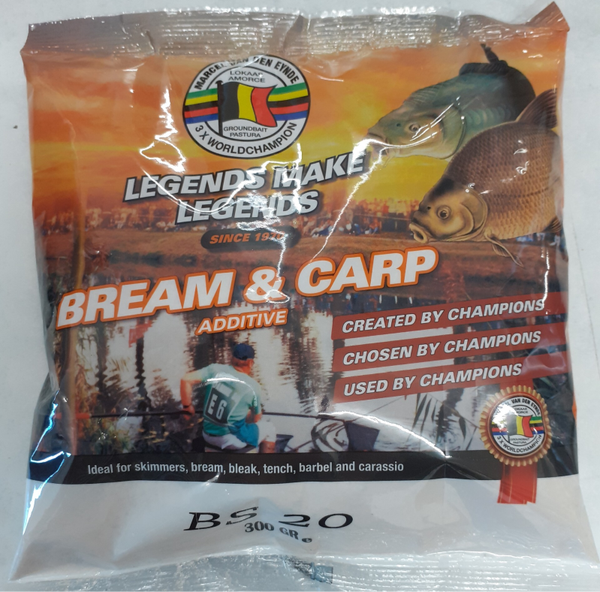 MARCEL VAN DEN EYNDE
LOKAAS
AMORCE
GROUNDBAIT
PASTURA
3 X WORLDCHAMPION
LEGENDS MAKE
LEGENDS
SINCE
BREAM & CARP
ADDITIVE
CREATED BY CHAMPIONS
CHOSEN BY CHAMPIONS
USED BY CHAMPIONS
Ideal for skimmers, bream, bleak, tench, barbel and carassio
BS 20
300 GR e